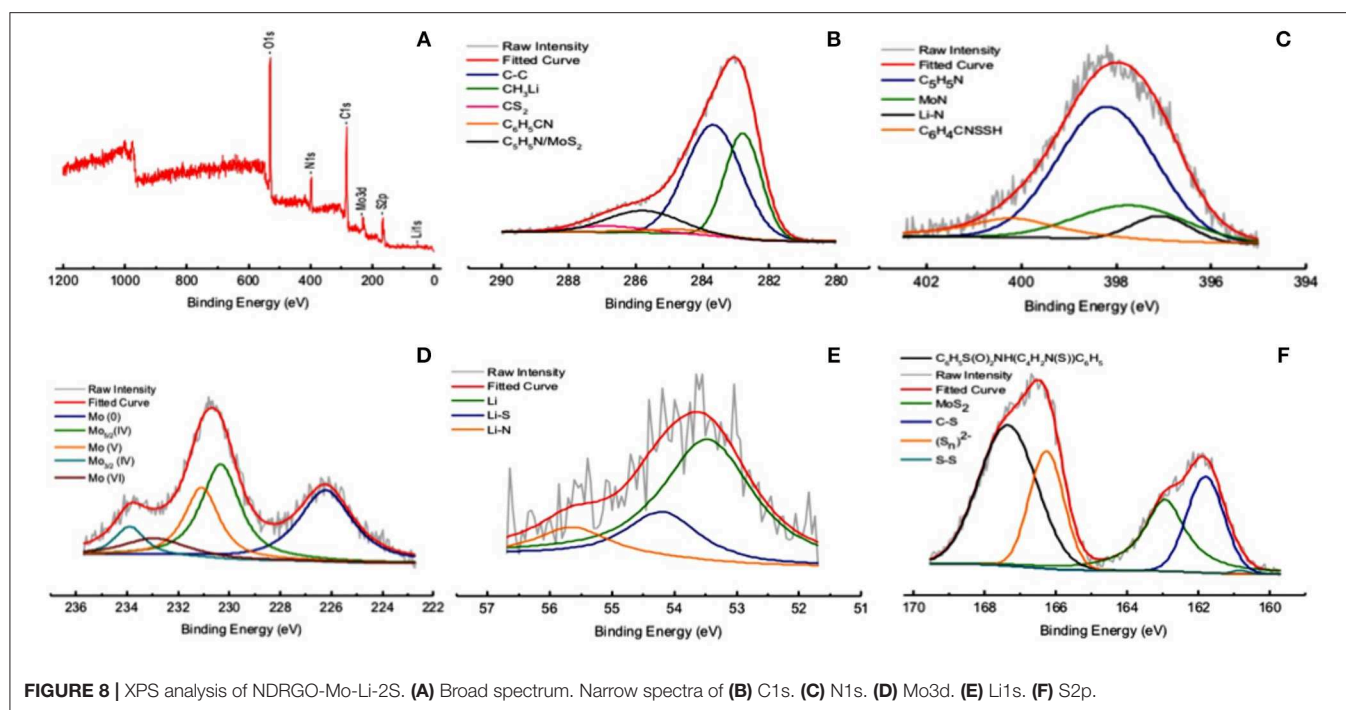 A
O1s
N1s
C1s
Mo3d
S2p
Li1s
1200 1000 800 600 400 200 0
Binding Energy (eV)
B
Raw Intensity
Fitted Curve
C-C
CH₃Li
CS₂
C₆H₅CN
C₅H₅N/MoS₂
290 288 286 284 282 280
Binding Energy (eV)
C
Raw Intensity
Fitted Curve
C₅H₅N
MoN
Li-N
C₆H₄CNSSH
402 400 398 396 394
Binding Energy (eV)
D
Raw Intensity
Fitted Curve
Mo (0)
Mo₅/₂(IV)
Mo (V)
Mo₃/₂ (IV)
Mo (VI)
236 234 232 230 228 226 224 222
Binding Energy (eV)
E
Raw Intensity
Fitted Curve
Li
Li-S
Li-N
57 56 55 54 53 52 51
Binding Energy (eV)
F
C₆H₅S(O)₂NH(C₄H₂N(S))C₆H₅
Raw Intensity
Fitted Curve
MoS₂
C-S
(Sₙ)²⁻
S-S
170 168 166 164 162 160
Binding Energy (eV)
FIGURE 8 | XPS analysis of NDRGO-Mo-Li-2S. (A) Broad spectrum. Narrow spectra of (B) C1s. (C) N1s. (D) Mo3d. (E) Li1s. (F) S2p.